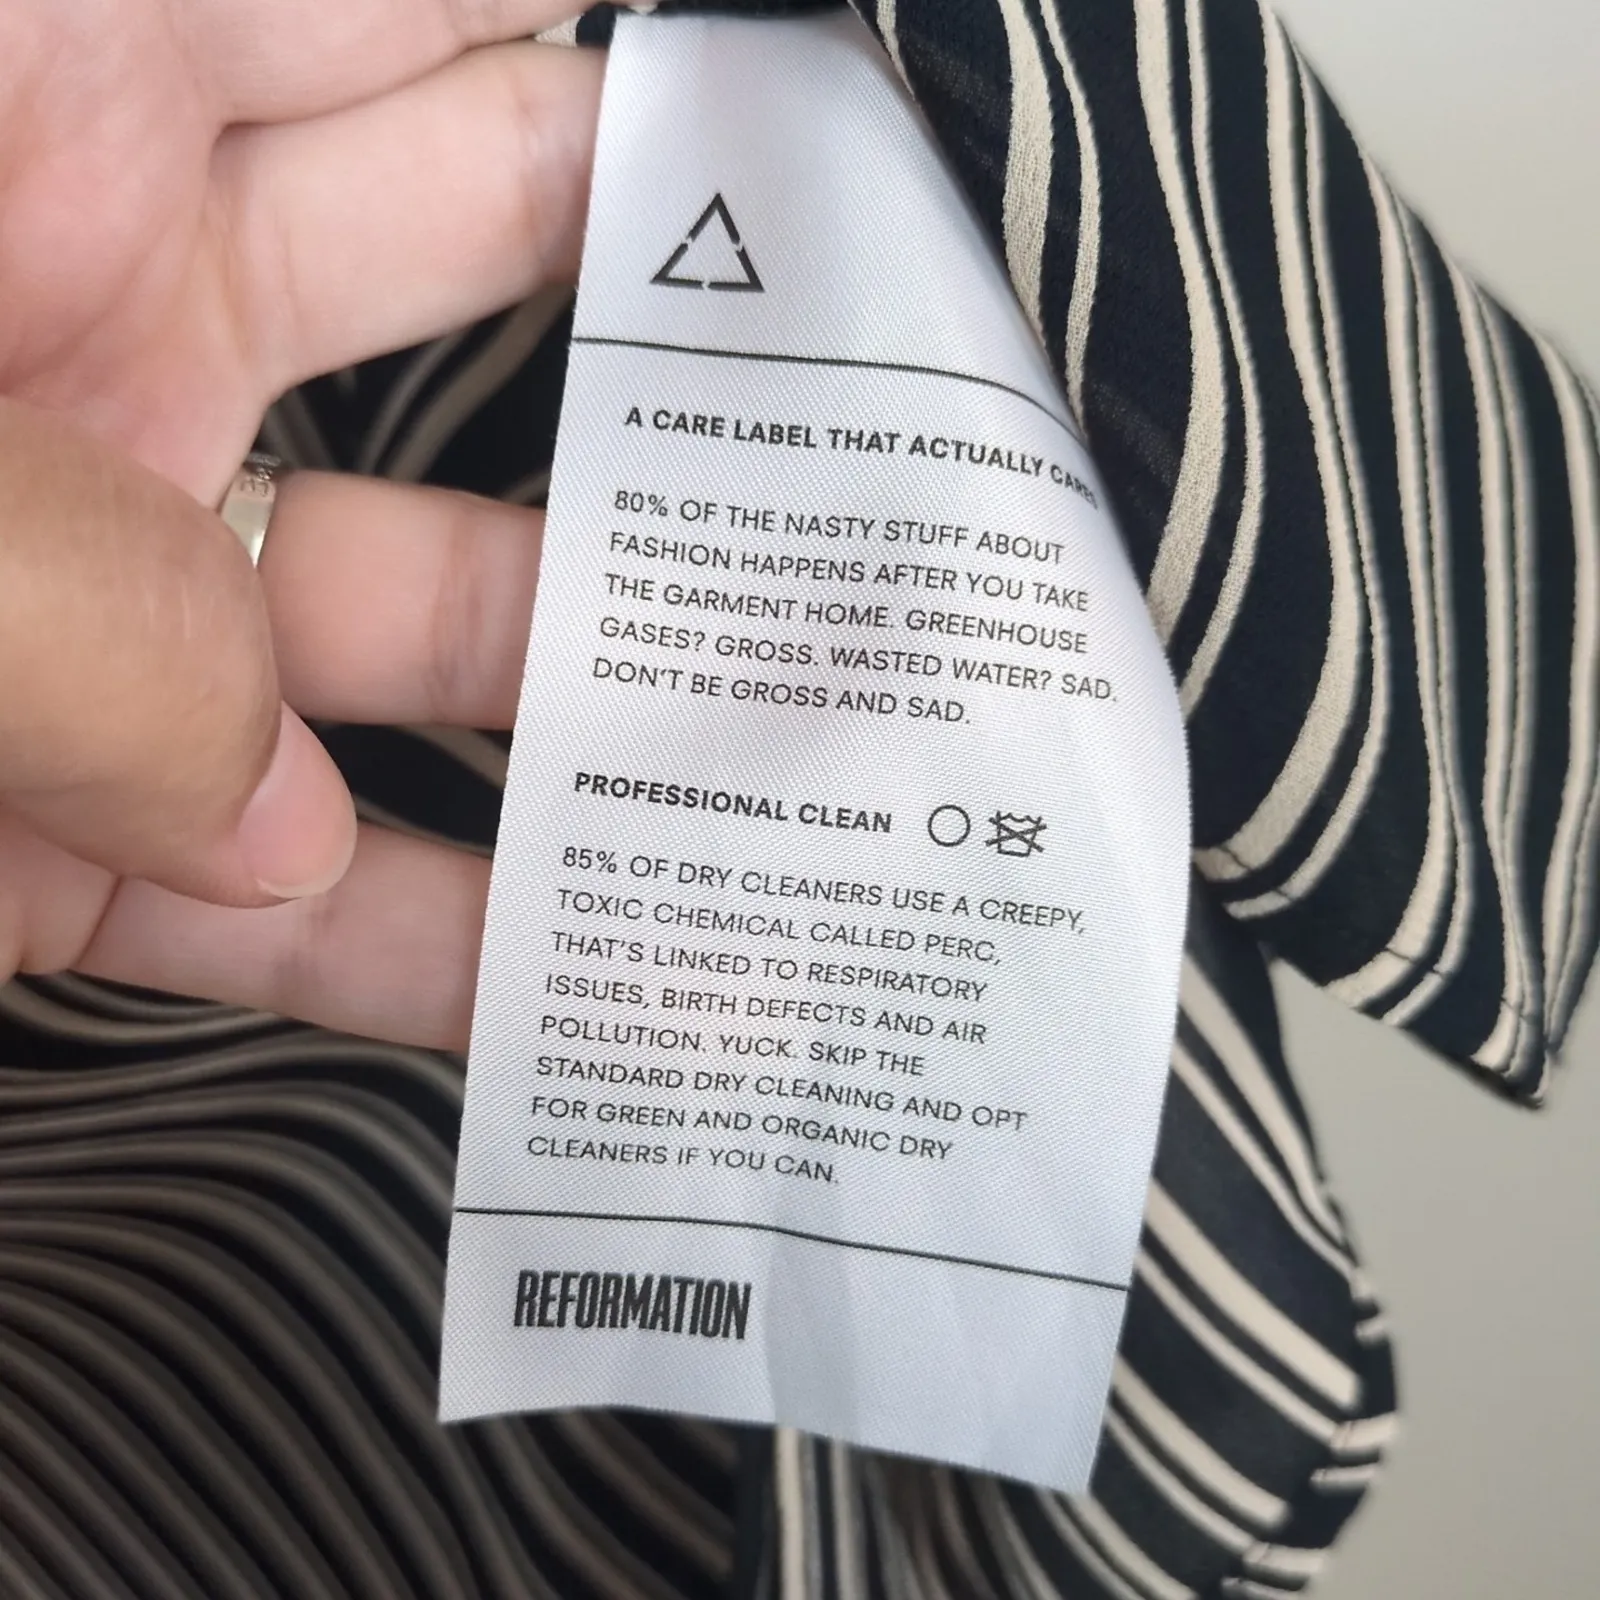 A CARE LABEL THAT ACTUALLY CARES
80% OF THE NASTY STUFF ABOUT
FASHION HAPPENS AFTER YOU TAKE
THE GARMENT HOME. GREENHOUSE
GASES? GROSS. WASTED WATER? SAD.
DON'T BE GROSS AND SAD.
PROFESSIONAL CLEAN
85% OF DRY CLEANERS USE A CREEPY,
TOXIC CHEMICAL CALLED PERC,
THAT'S LINKED TO RESPIRATORY
ISSUES, BIRTH DEFECTS AND AIR
POLLUTION. YUCK. SKIP THE
STANDARD DRY CLEANING AND OPT
FOR GREEN AND ORGANIC DRY
CLEANERS IF YOU CAN.
REFORMATION